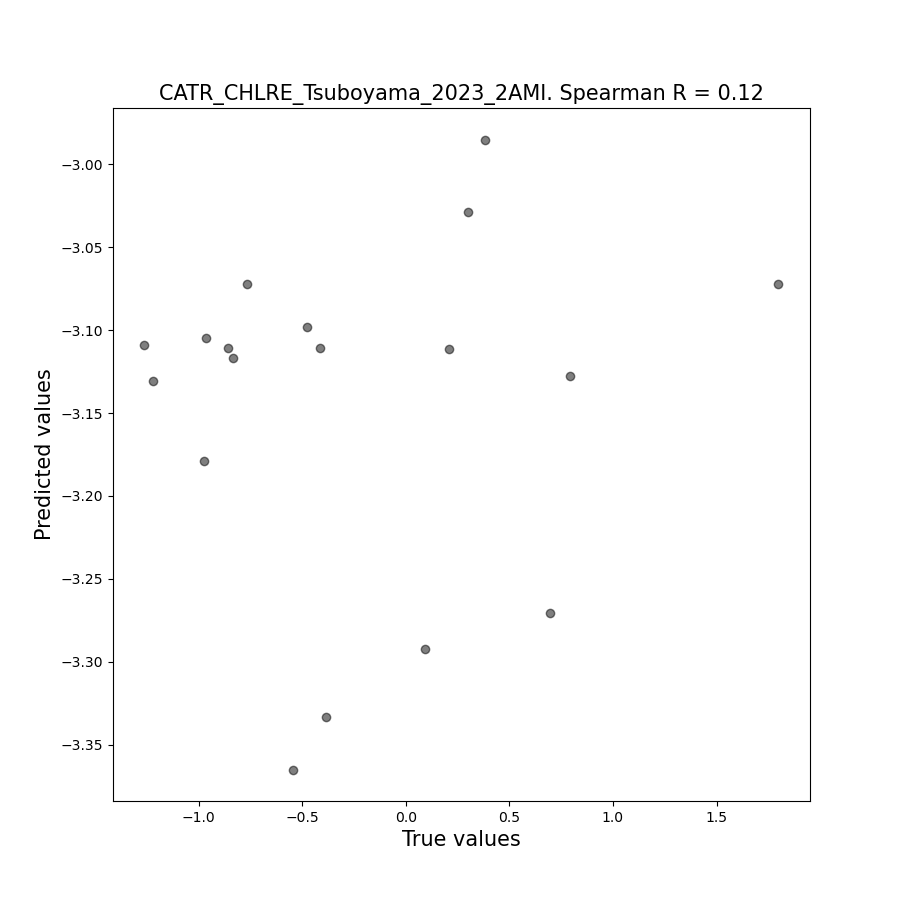 CATR_CHLRE_Tsuboyama_2023_2AMI. Spearman R = 0.12
−3.00
−3.05
−3.10
−3.15
−3.20
−3.25
−3.30
−3.35
Predicted values
−1.0 −0.5 0.0 0.5 1.0 1.5
True values